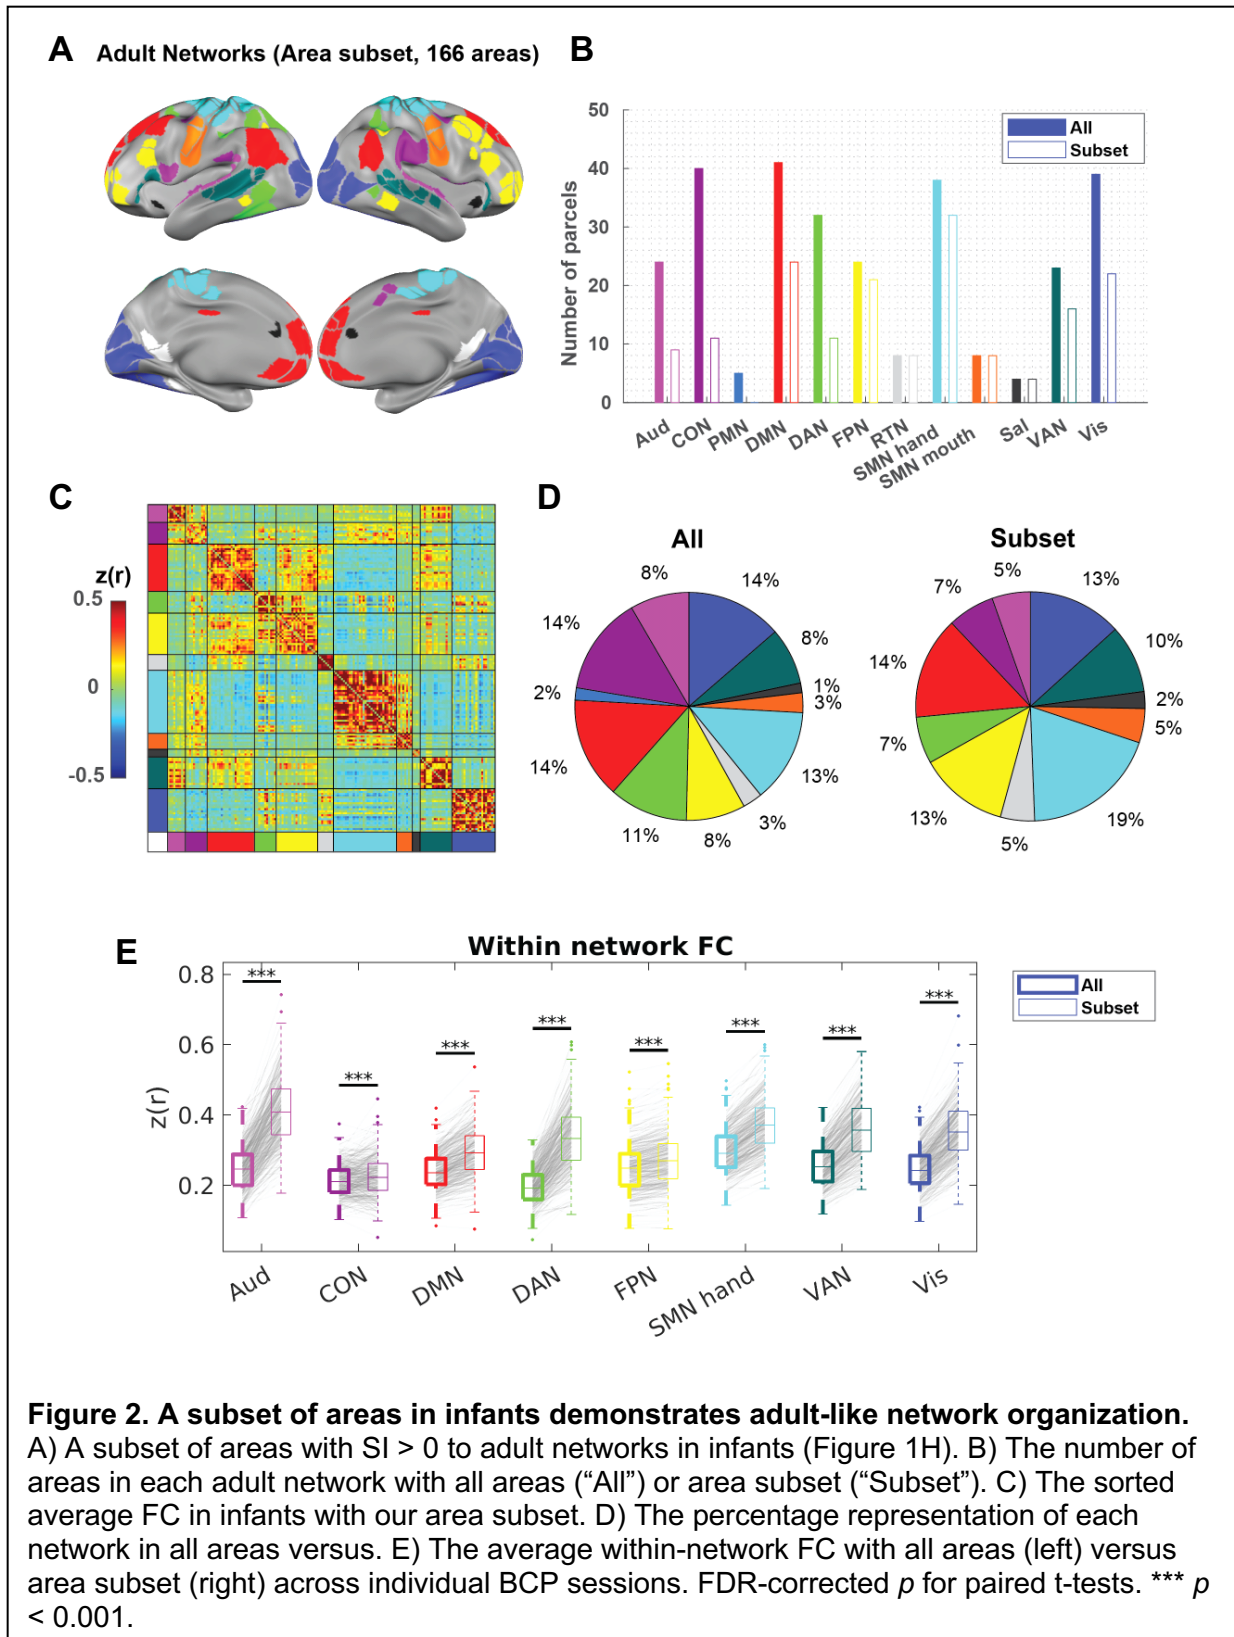 A Adult Networks (Area subset, 166 areas)
B
50
40
30
20
10
0
Number of parcels
All
Subset
Aud
CON
PMN
DMN
DAN
FPN
RTN
SMN hand
SMN mouth
Sal
VAN
Vis
C
z(r)
0.5
0
-0.5
D
All
8%
14%
14%
8%
2%
1%
3%
14%
13%
11%
8%
3%
Subset
5%
7%
13%
14%
10%
2%
5%
7%
13%
5%
19%
E
Within network FC
0.8
0.6
0.4
0.2
z(r)
***
***
***
***
***
***
***
***
Aud
CON
DMN
DAN
FPN
SMN hand
VAN
Vis
All
Subset
Figure 2. A subset of areas in infants demonstrates adult-like network organization.
A) A subset of areas with SI > 0 to adult networks in infants (Figure 1H). B) The number of
areas in each adult network with all areas (“All”) or area subset (“Subset”). C) The sorted
average FC in infants with our area subset. D) The percentage representation of each
network in all areas versus. E) The average within-network FC with all areas (left) versus
area subset (right) across individual BCP sessions. FDR-corrected p for paired t-tests. *** p
< 0.001.